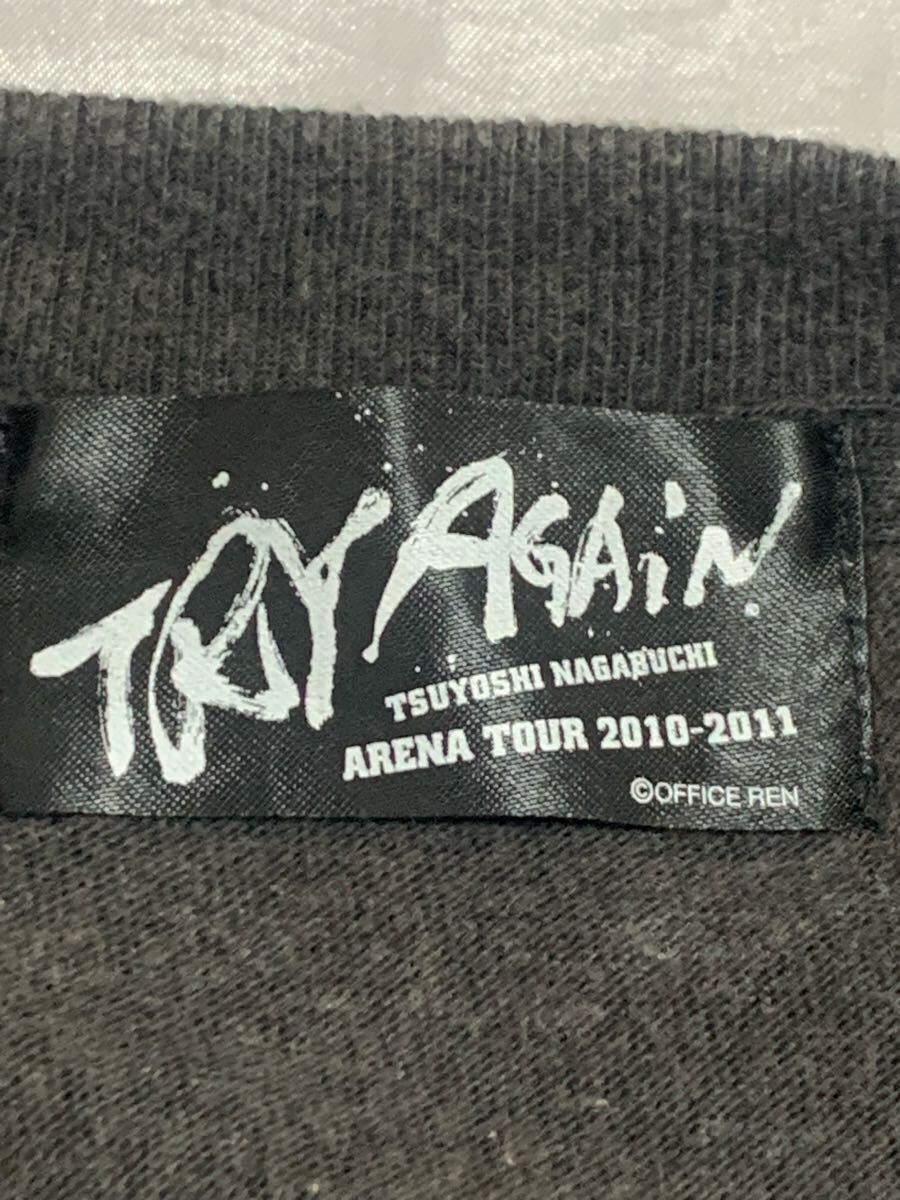 TRY AGAiN
TSUYOSHI NAGABUCHI
ARENA TOUR 2010-2011
©OFFICE REN